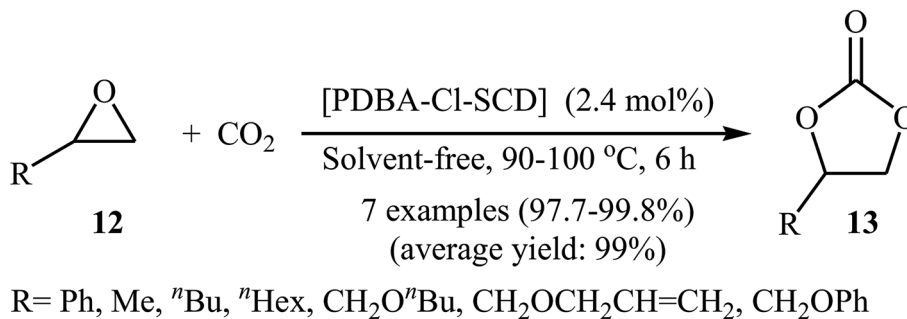 O
O
[PDBA-Cl-SCD] (2.4 mol%)
+ CO₂
O
O
R
Solvent-free, 90-100 °C, 6 h
12
7 examples (97.7-99.8%)
R
13
(average yield: 99%)
R= Ph, Me, ⁿBu, ⁿHex, CH₂OⁿBu, CH₂OCH₂CH=CH₂, CH₂OPh